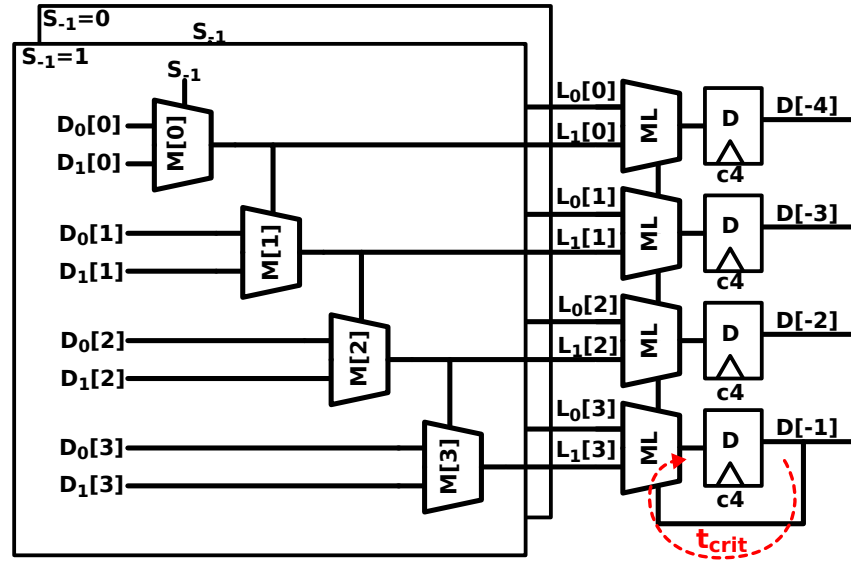 S-1=0
S-1
S-1=1
S-1
D0[0]
D1[0]
M[0]
L0[0]
L1[0]
ML
D
c4
D[-4]
D0[1]
D1[1]
M[1]
L0[1]
L1[1]
ML
D
c4
D[-3]
D0[2]
D1[2]
M[2]
L0[2]
L1[2]
ML
D
c4
D[-2]
D0[3]
D1[3]
M[3]
L0[3]
L1[3]
ML
D
c4
D[-1]
tcrit